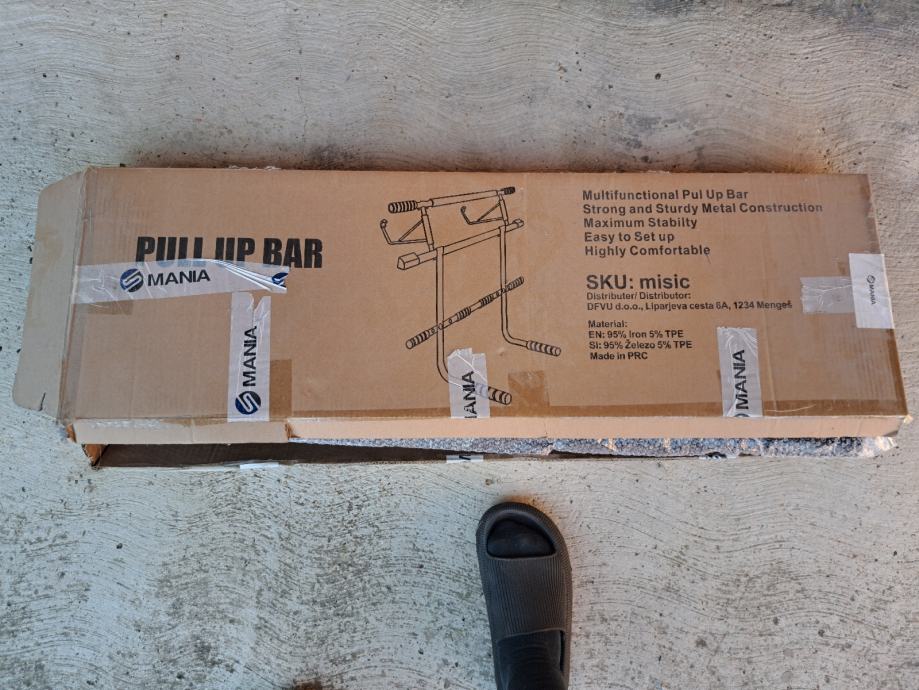 PULL UP BAR
MANIA
MANIA
MANIA
MANIA
MANIA
Multifunctional Pul Up Bar
Strong and Sturdy Metal Construction
Maximum Stabilty
Easy to Set up
Highly Comfortable
SKU: misic
Distributer/ Distributor:
DFVU d.o.o., Liparjeva cesta 6A, 1234 Mengeš
Material:
EN: 95% Iron 5% TPE
SI: 95% Železo 5% TPE
Made in PRC